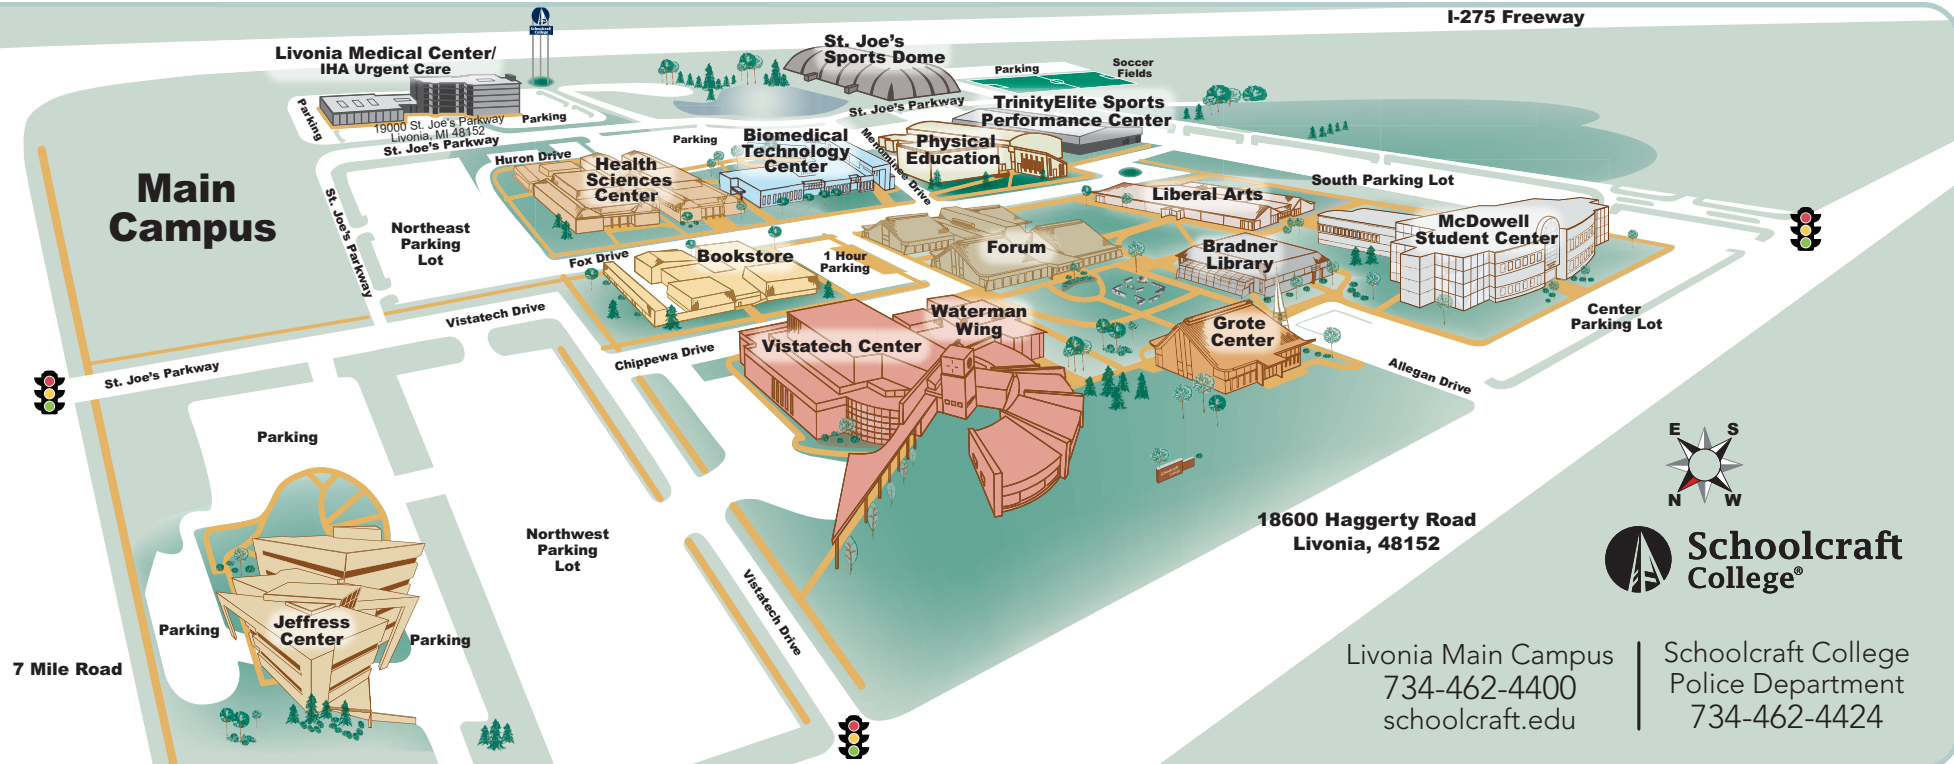 I-275 Freeway
Schoolcraft
College
Livonia Medical Center/
IHA Urgent Care
St. Joe's
Sports Dome
Parking
Soccer
Fields
Parking
19000 St. Joe's Parkway
Livonia, MI 48152
Parking
St. Joe's Parkway
St. Joe's Parkway
TrinityElite Sports
Performance Center
Parking
Biomedical
Technology
Center
Menominee Drive
Physical
Education
Huron Drive
Health
Sciences
Center
Main
Campus
St. Joe's Parkway
Northeast
Parking
Lot
Liberal Arts
South Parking Lot
McDowell
Student Center
Fox Drive
Bookstore
1 Hour
Parking
Forum
Bradner
Library
Vistatech Drive
Waterman
Wing
Vistatech Center
Grote
Center
Center
Parking Lot
Chippewa Drive
St. Joe's Parkway
Allegan Drive
Parking
E
S
N
W
Schoolcraft
College
18600 Haggerty Road
Livonia, 48152
Northwest
Parking
Lot
Vistatech Drive
Schoolcraft
College®
Parking
Jeffress
Center
Parking
7 Mile Road
Livonia Main Campus
734-462-4400
schoolcraft.edu
Schoolcraft College
Police Department
734-462-4424